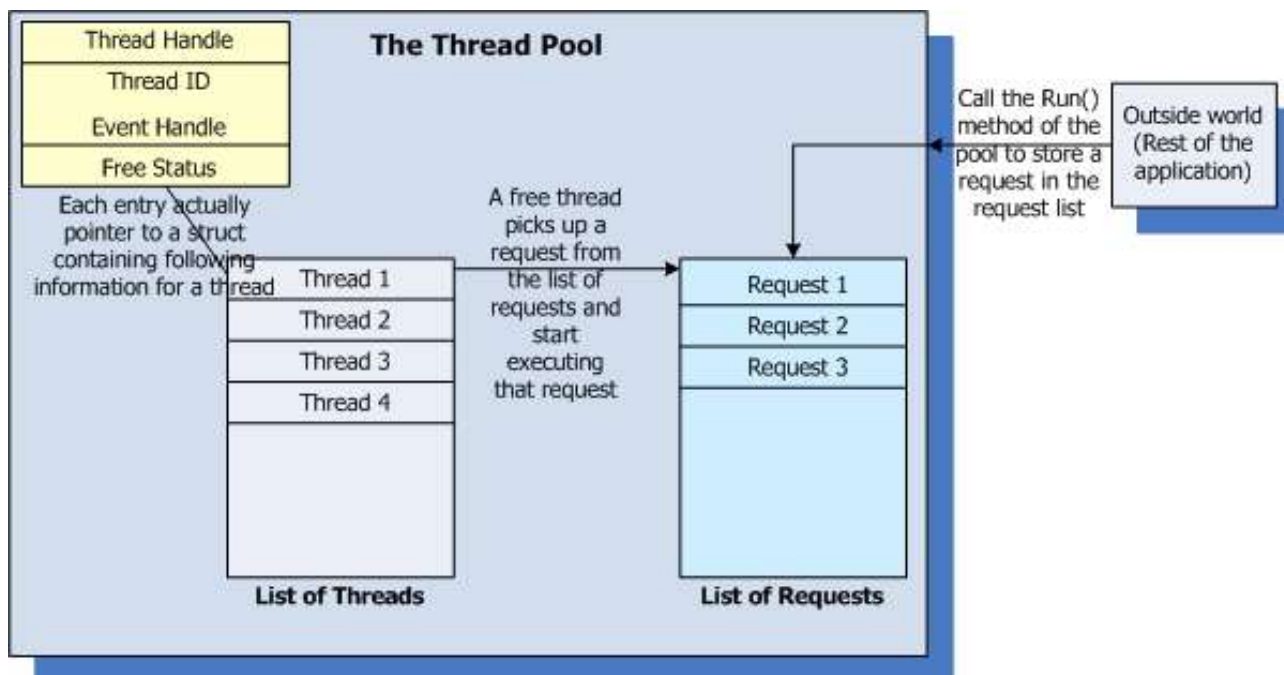 The Thread Pool
Thread Handle
Thread ID
Event Handle
Free Status
Each entry actually
pointer to a struct
containing following
information for a thread
Thread 1
Thread 2
Thread 3
Thread 4
List of Threads
A free thread
picks up a
request from
the list of
requests and
start
executing
that request
Request 1
Request 2
Request 3
List of Requests
Call the Run()
method of the
pool to store a
request in the
request list
Outside world
(Rest of the
application)